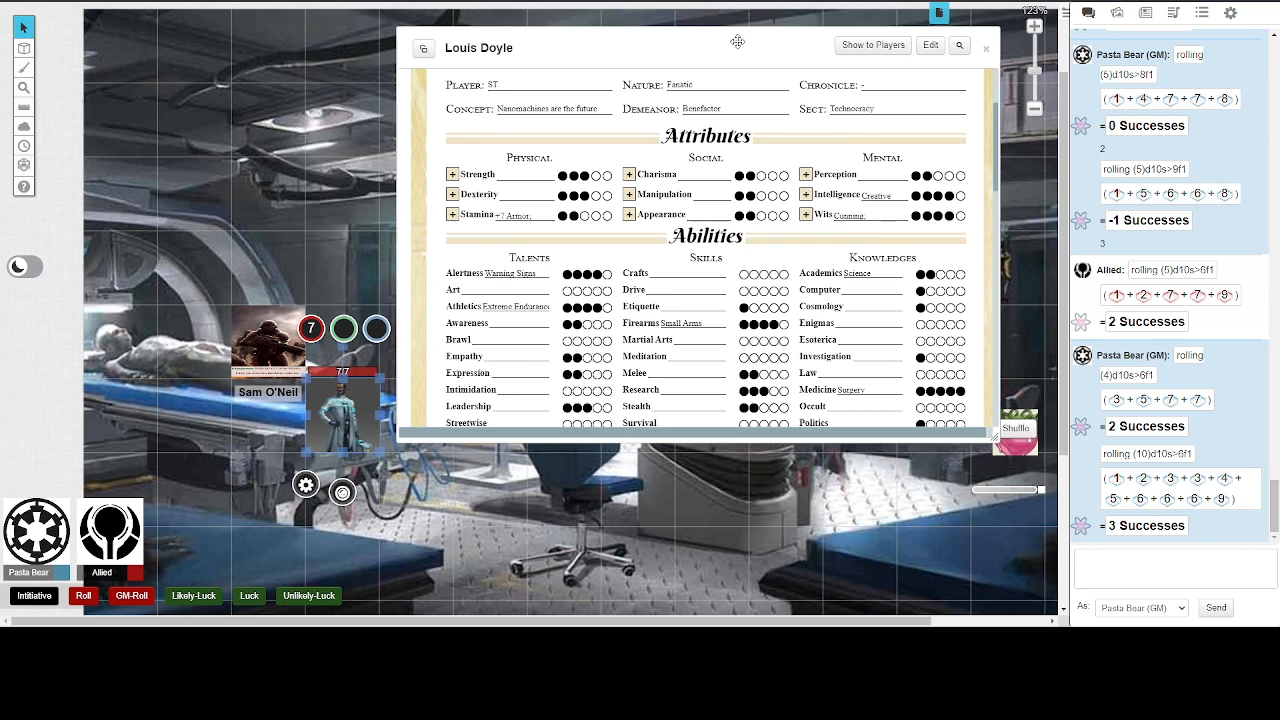 123%
Louis Doyle
Show to Players
Edit
Player: ST
Nature: Fanatic
Chronicle: -
Concept: Nanomachines are the future
Demeanor: Benefactor
Sect: Technocracy
Attributes
Physical
Social
Mental
+ Strength
+ Charisma
+ Perception
+ Dexterity
+ Manipulation
+ Intelligence Creative
+ Stamina +7 Armor,
+ Appearance
+ Wits Cunning,
Abilities
Talents
Skills
Knowledges
Alertness Warning Signs
Crafts
Academics Science
Art
Drive
Computer
Athletics Extreme Endurance
Etiquette
Cosmology
Awareness
Firearms Small Arms
Enigmas
Brawl
Martial Arts
Esoterica
Empathy
Meditation
Investigation
Expression
Melee
Law
Intimidation
Research
Medicine Surgery
Leadership
Stealth
Occult
Streetwise
Survival
Politics
7
7/7
Sam O'Neil
Shuffle
Pasta Bear
Allied
Intitiative
Roll
GM-Roll
Likely-Luck
Luck
Unlikely-Luck
Pasta Bear (GM): rolling
(5)d10s>8f1
(1+4+7+7+8)
= 0 Successes
2
rolling (5)d10s>9f1
(1+5+6+6+8)
= -1 Successes
3
Allied: rolling (5)d10s>6f1
(1+2+7+7+9)
= 2 Successes
Pasta Bear (GM): rolling
(4)d10s>6f1
(3+5+7+7)
= 2 Successes
rolling (10)d10s>6f1
(1+2+3+3+4+
5+6+6+6+9)
= 3 Successes
As:
Pasta Bear (GM)
Send